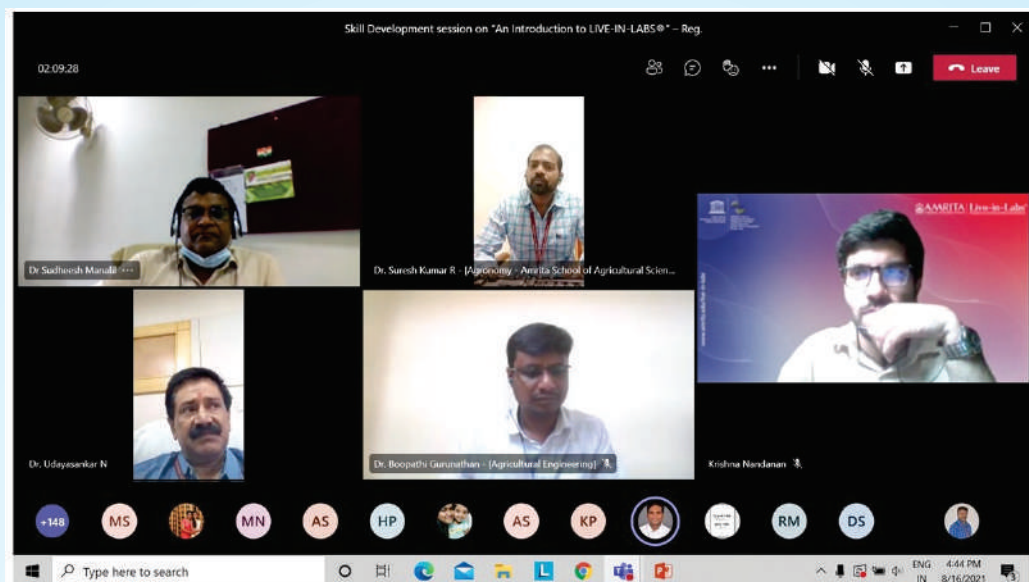 Skill Development session on "An Introduction to LIVE-IN-LABS®" – Reg.
02:09:28
Leave
AMRITA | Live-in-Labs®
Dr Sudheesh Manala ...
Dr. Suresh Kumar R - [Agronomy - Amrita School of Agricultural Scien...
Dr. Udayasankar N
Dr. Boopathi Gurunathan - [Agricultural Engineering]
Krishna Nandanan
+148
MS
MN
AS
HP
AS
KP
RM
DS
Type here to search
ENG
IN
4:44 PM
8/16/2021